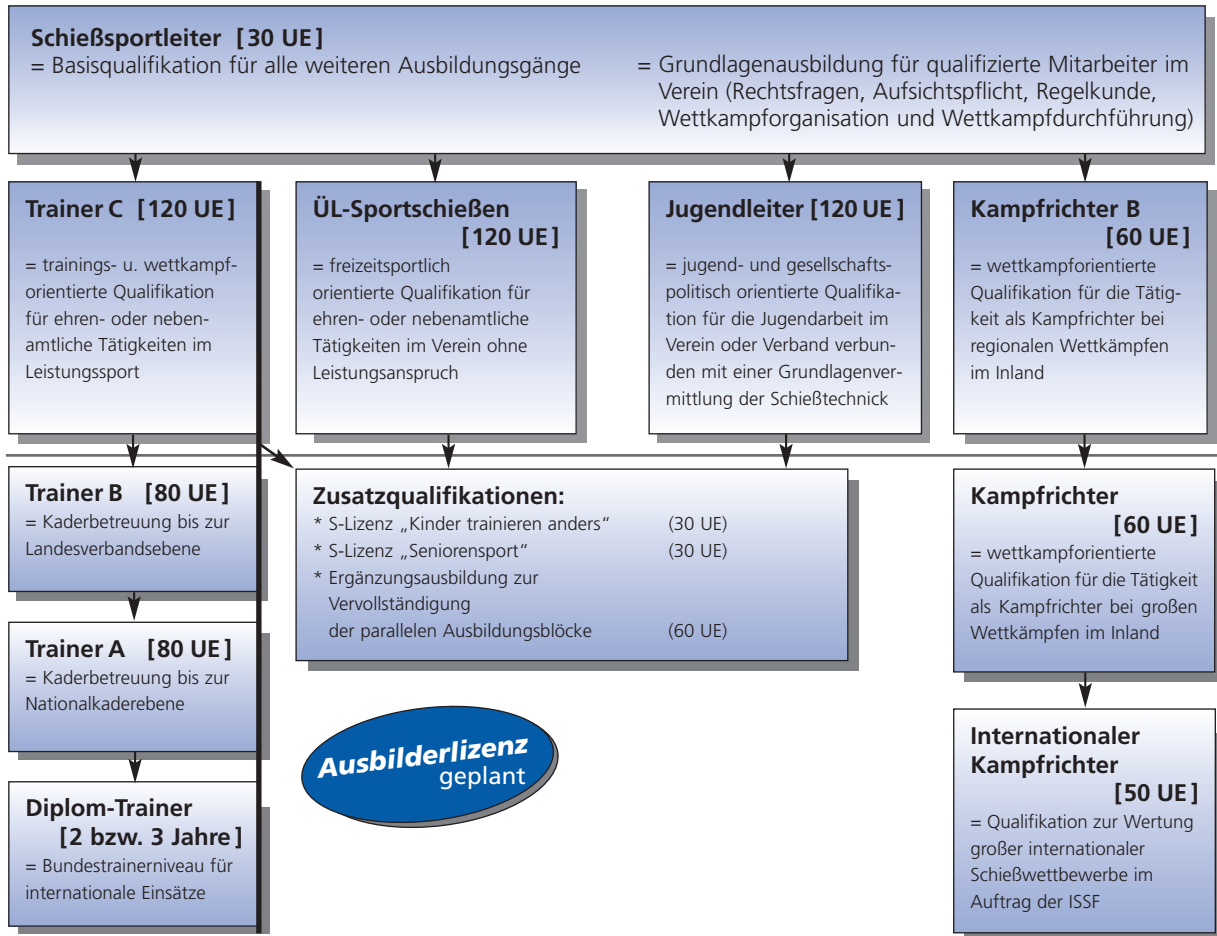 Schießsportleiter [30 UE]
= Basisqualifikation für alle weiteren Ausbildungsgänge
= Grundlagenausbildung für qualifizierte Mitarbeiter im
Verein (Rechtsfragen, Aufsichtspflicht, Regelkunde,
Wettkampforganisation und Wettkampfdurchführung)
Trainer C [120 UE]
= trainings- u. wettkampf-
orientierte Qualifikation
für ehren- oder neben-
amtliche Tätigkeiten im
Leistungssport
ÜL-Sportschießen
[120 UE]
= freizeitsportlich
orientierte Qualifikation für
ehren- oder nebenamtliche
Tätigkeiten im Verein ohne
Leistungsanspruch
Jugendleiter [120 UE]
= jugend- und gesellschafts-
politisch orientierte Qualifika-
tion für die Jugendarbeit im
Verein oder Verband verbun-
den mit einer Grundlagenver-
mittlung der Schießtechnick
Kampfrichter B
[60 UE]
= wettkampforientierte
Qualifikation für die Tätig-
keit als Kampfrichter bei
regionalen Wettkämpfen
im Inland
Trainer B [80 UE]
= Kaderbetreuung bis zur
Landesverbandsebene
Trainer A [80 UE]
= Kaderbetreuung bis zur
Nationalkaderebene
Diplom-Trainer
[2 bzw. 3 Jahre]
= Bundestrainerniveau für
internationale Einsätze
Zusatzqualifikationen:
* S-Lizenz „Kinder trainieren anders“ (30 UE)
* S-Lizenz „Seniorensport“ (30 UE)
* Ergänzungsausbildung zur
Vervollständigung
der parallelen Ausbildungsblöcke (60 UE)
Ausbilderlizenz
geplant
Kampfrichter
[60 UE]
= wettkampforientierte
Qualifikation für die Tätigkeit
als Kampfrichter bei großen
Wettkämpfen im Inland
Internationaler
Kampfrichter
[50 UE]
= Qualifikation zur Wertung
großer internationaler
Schießwettbewerbe im
Auftrag der ISSF